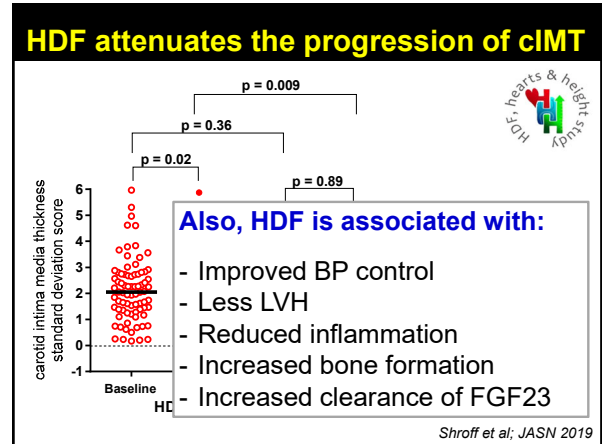 HDF attenuates the progression of cIMT
HDF, hearts & height study
HHH
p = 0.009
p = 0.36
p = 0.02
p = 0.89
carotid intima media thickness
standard deviation score
6
5
4
3
2
1
0
-1
Baseline
HD
Also, HDF is associated with:
- Improved BP control
- Less LVH
- Reduced inflammation
- Increased bone formation
- Increased clearance of FGF23
Shroff et al; JASN 2019